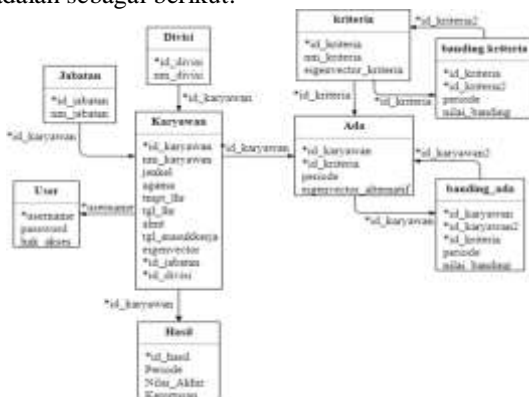 adalah sebagai berikut:
Divisi
*id_divisi
nm_divisi
Jabatan
*id_jabatan
nm_jabatan
*id_karyawan
*id_karyawan
Karyawan
*id_karyawan
nm_karyawan
jenkel
agama
tmpt_lhr
tgl_lhr
almt
tgl_masukkerja
eigenvector
*id_jabatan
*id_divisi
User
*username
password
hak_akses
*username
*id_karyawan
Hasil
*id_hasil
Periode
Nilai_Akhir
Keputusan
*id_karyawan
kriteria
*id_kriteria
nm_kriteria
eigenvector_kriteria
*id_kriteria2
*id_kriteria
banding kriteria
*id_kriteria
*id_kriteria2
periode
nilai_banding
*id_kriteria
Ada
*id_karyawan
*id_kriteria
periode
eigenvector_alternatif
*id_karyawan2
*id_karyawan
banding_ada
*id_karyawan
*id_karyawan2
*id_kriteria
periode
nilai_banding